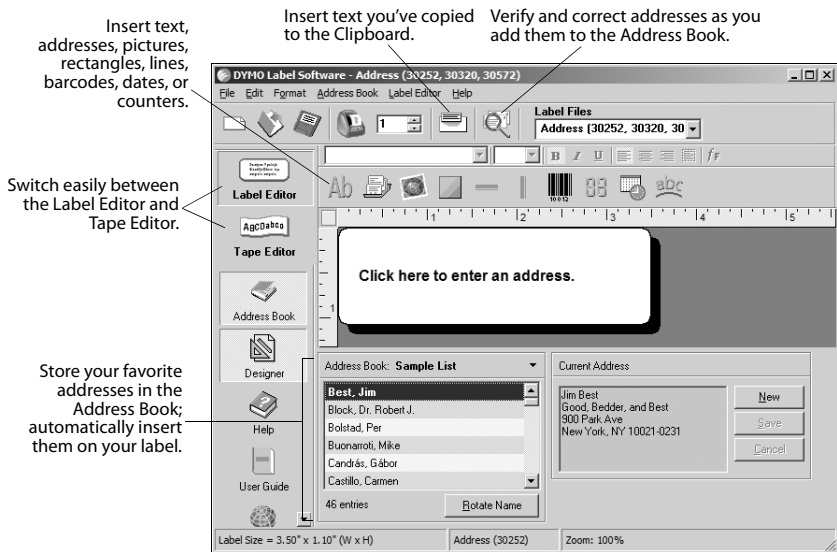 Insert text,
addresses, pictures,
rectangles, lines,
barcodes, dates, or
counters.
Insert text you've copied
to the Clipboard.
Verify and correct addresses as you
add them to the Address Book.
DYMO Label Software - Address (30252, 30320, 30572)
File Edit Format Address Book Label Editor Help
1
Label Files
Address (30252, 30320, 30
B I U fF
Switch easily between
the Label Editor and
Tape Editor.
Label Editor
ABCDabcD
Tape Editor
Address Book
Designer
Help
User Guide
Ab
10012
abc
1 2 3 4 5
1
Click here to enter an address.
Store your favorite
addresses in the
Address Book;
automatically insert
them on your label.
Address Book: Sample List
Best, Jim
Block, Dr. Robert J.
Bolstad, Per
Buonarroti, Mike
Candrás, Gábor
Castillo, Carmen
46 entries
Rotate Name
Current Address
Jim Best
Good, Bedder, and Best
900 Park Ave
New York, NY 10021-0231
New
Save
Cancel
Label Size = 3.50" x 1.10" (W x H)
Address (30252)
Zoom: 100%